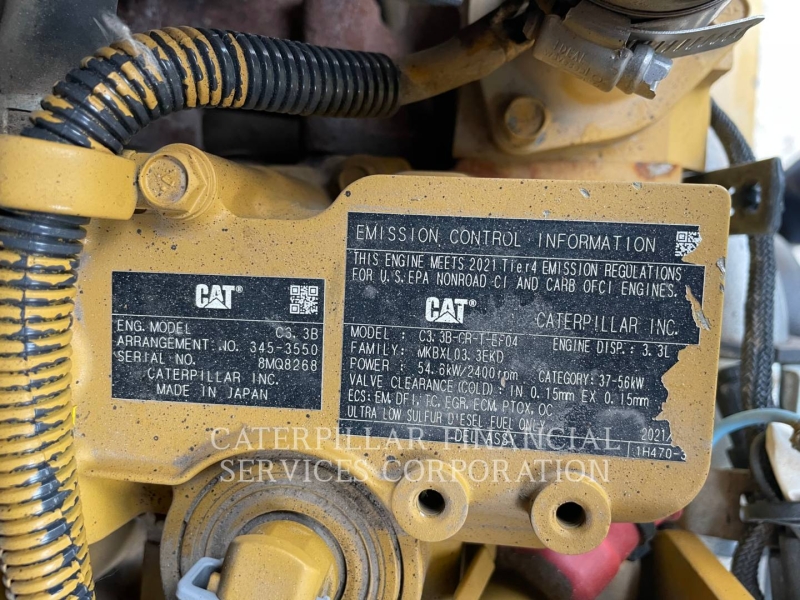 CAT®
ENG. MODEL C3.3B
ARRANGEMENT. NO. 345-3550
SERIAL NO. 8MQ8268
CATERPILLAR INC.
MADE IN JAPAN
EMISSION CONTROL INFORMATION
THIS ENGINE MEETS 2021 Tier4 EMISSION REGULATIONS
FOR U.S.EPA NONROAD CI AND CARB OFCI ENGINES.
CAT® CATERPILLAR INC.
MODEL : C3.3B-CR-T-EF04 ENGINE DISP.: 3.3L
FAMILY: MKBXL03.3EKD
POWER : 54.6kW/2400rpm CATEGORY: 37-56kW
VALVE CLEARANCE(COLD): IN 0.15mm EX 0.15mm
ECS: EM, DFI, TC, EGR, ECM, PTOX, OC
ULTRA LOW SULFUR DIESEL FUEL ONLY 2021
1H470-
CATERPILLAR FINANCIAL
SERVICES CORPORATION